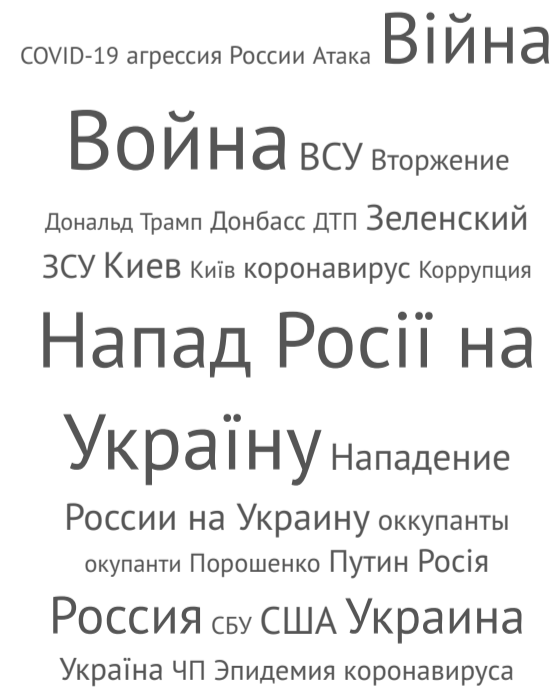 COVID-19 агрессия России Атака Війна
Война ВСУ Вторжение
Дональд Трамп Донбасс ДТП Зеленский
ЗСУ Киев Київ коронавирус Коррупция
Напад Росії на
Україну Нападение
России на Украину оккупанты
окупанти Порошенко Путин Росія
Россия СБУ США Украина
Україна ЧП Эпидемия коронавируса